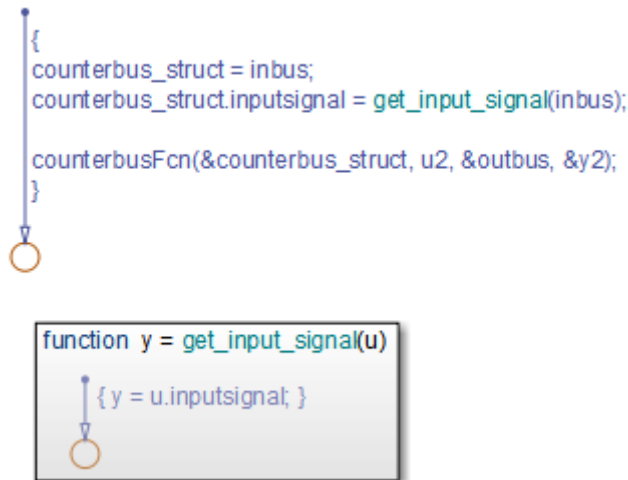 {
counterbus_struct = inbus;
counterbus_struct.inputsignal = get_input_signal(inbus);
counterbusFcn(&counterbus_struct, u2, &outbus, &y2);
}
function y = get_input_signal(u)
{ y = u.inputsignal; }